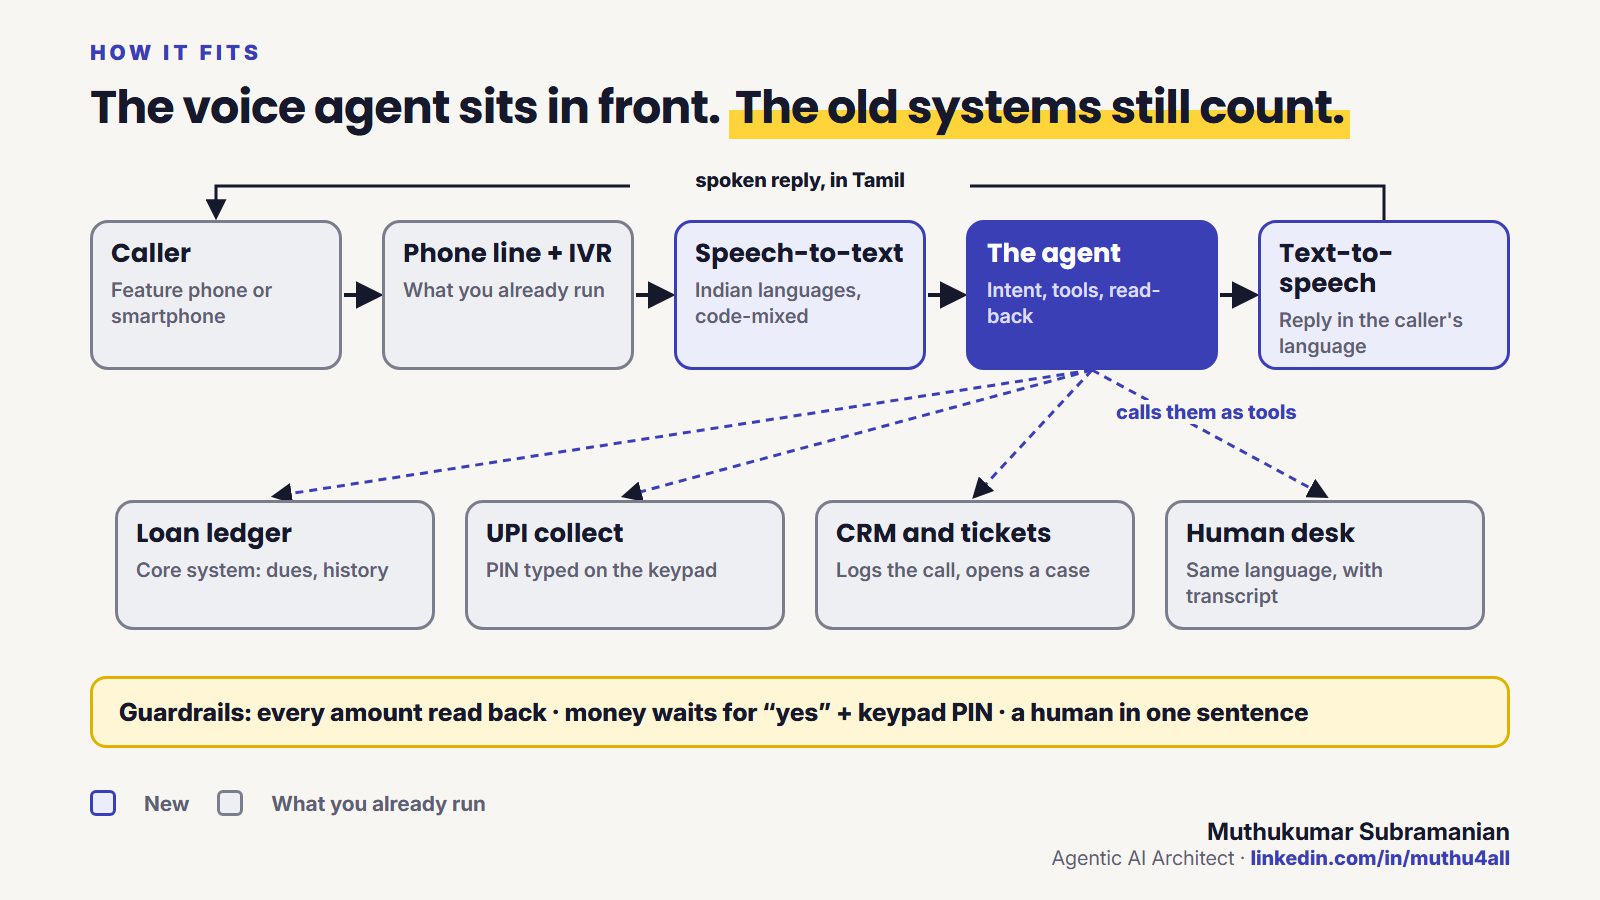 HOW IT FITS
The voice agent sits in front. The old systems still count.
spoken reply, in Tamil
Caller
Feature phone or
smartphone
Phone line + IVR
What you already run
Speech-to-text
Indian languages,
code-mixed
The agent
Intent, tools, read-
back
Text-to-
speech
Reply in the caller's
language
calls them as tools
Loan ledger
Core system: dues, history
UPI collect
PIN typed on the keypad
CRM and tickets
Logs the call, opens a case
Human desk
Same language, with
transcript
Guardrails: every amount read back · money waits for “yes” + keypad PIN · a human in one sentence
New
What you already run
Muthukumar Subramanian
Agentic AI Architect · linkedin.com/in/muthu4all